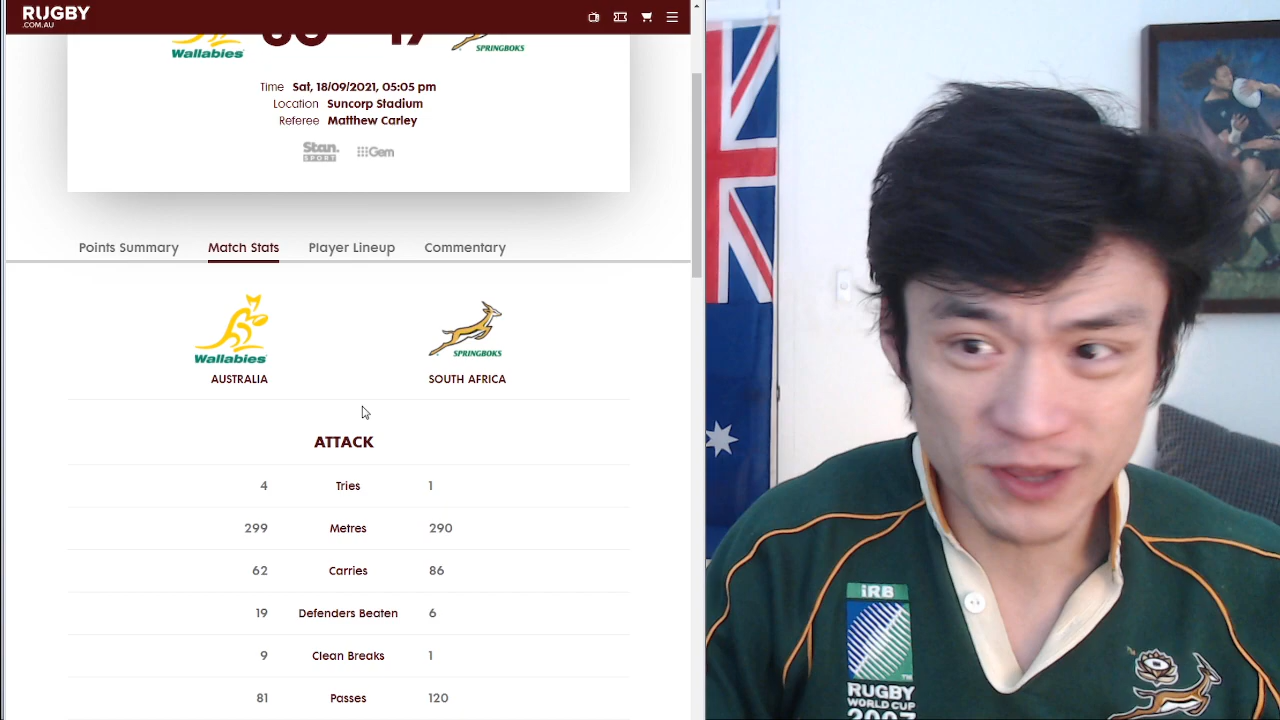 RUGBY
.COM.AU
Wallabies
SPRINGBOKS
Time Sat, 18/09/2021, 05:05 pm
Location Suncorp Stadium
Referee Matthew Carley
Stan.
SPORT
Gem
Points Summary Match Stats Player Lineup Commentary
Wallabies
SPRINGBOKS
AUSTRALIA SOUTH AFRICA
ATTACK
4 Tries 1
299 Metres 290
62 Carries 86
19 Defenders Beaten 6
9 Clean Breaks 1
81 Passes 120
iRB
TM
RUGBY
WORLD CUP
2007